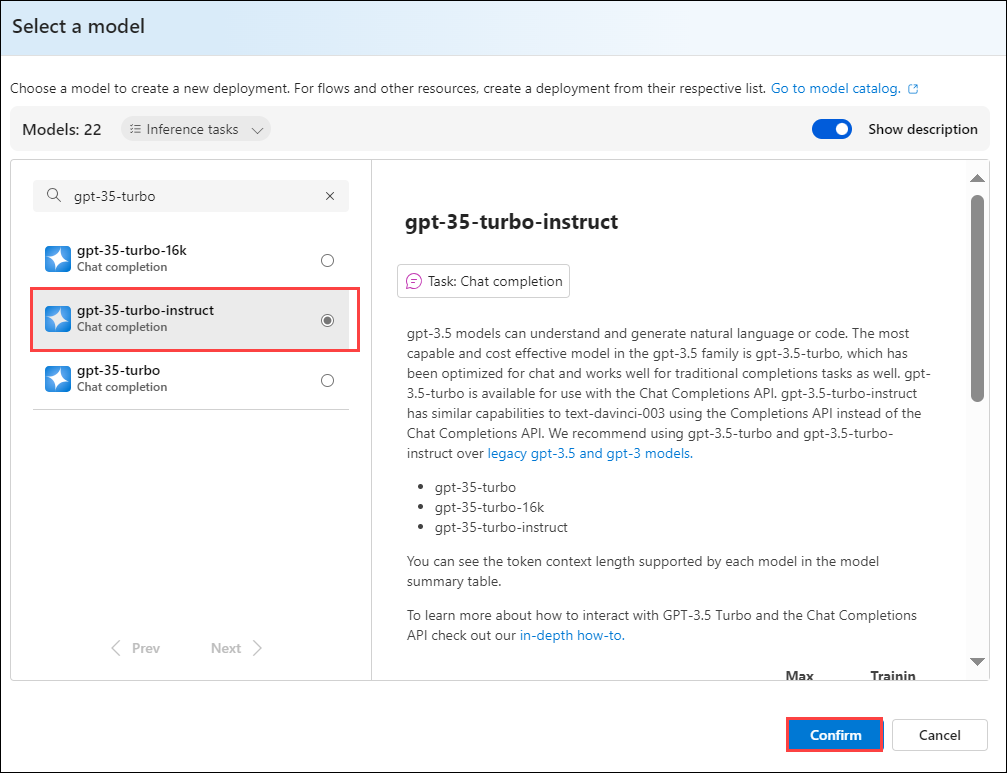 Select a model
Choose a model to create a new deployment. For flows and other resources, create a deployment from their respective list. Go to model catalog.
Models: 22
Inference tasks
Show description
gpt-35-turbo
gpt-35-turbo-16k
Chat completion
gpt-35-turbo-instruct
Chat completion
gpt-35-turbo
Chat completion
Prev
Next
gpt-35-turbo-instruct
Task: Chat completion
gpt-3.5 models can understand and generate natural language or code. The most
capable and cost effective model in the gpt-3.5 family is gpt-3.5-turbo, which has
been optimized for chat and works well for traditional completions tasks as well. gpt-
3.5-turbo is available for use with the Chat Completions API. gpt-3.5-turbo-instruct
has similar capabilities to text-davinci-003 using the Completions API instead of the
Chat Completions API. We recommend using gpt-3.5-turbo and gpt-3.5-turbo-
instruct over legacy gpt-3.5 and gpt-3 models.
• gpt-35-turbo
• gpt-35-turbo-16k
• gpt-35-turbo-instruct
You can see the token context length supported by each model in the model
summary table.
To learn more about how to interact with GPT-3.5 Turbo and the Chat Completions
API check out our in-depth how-to.
Max Trainin
Confirm
Cancel